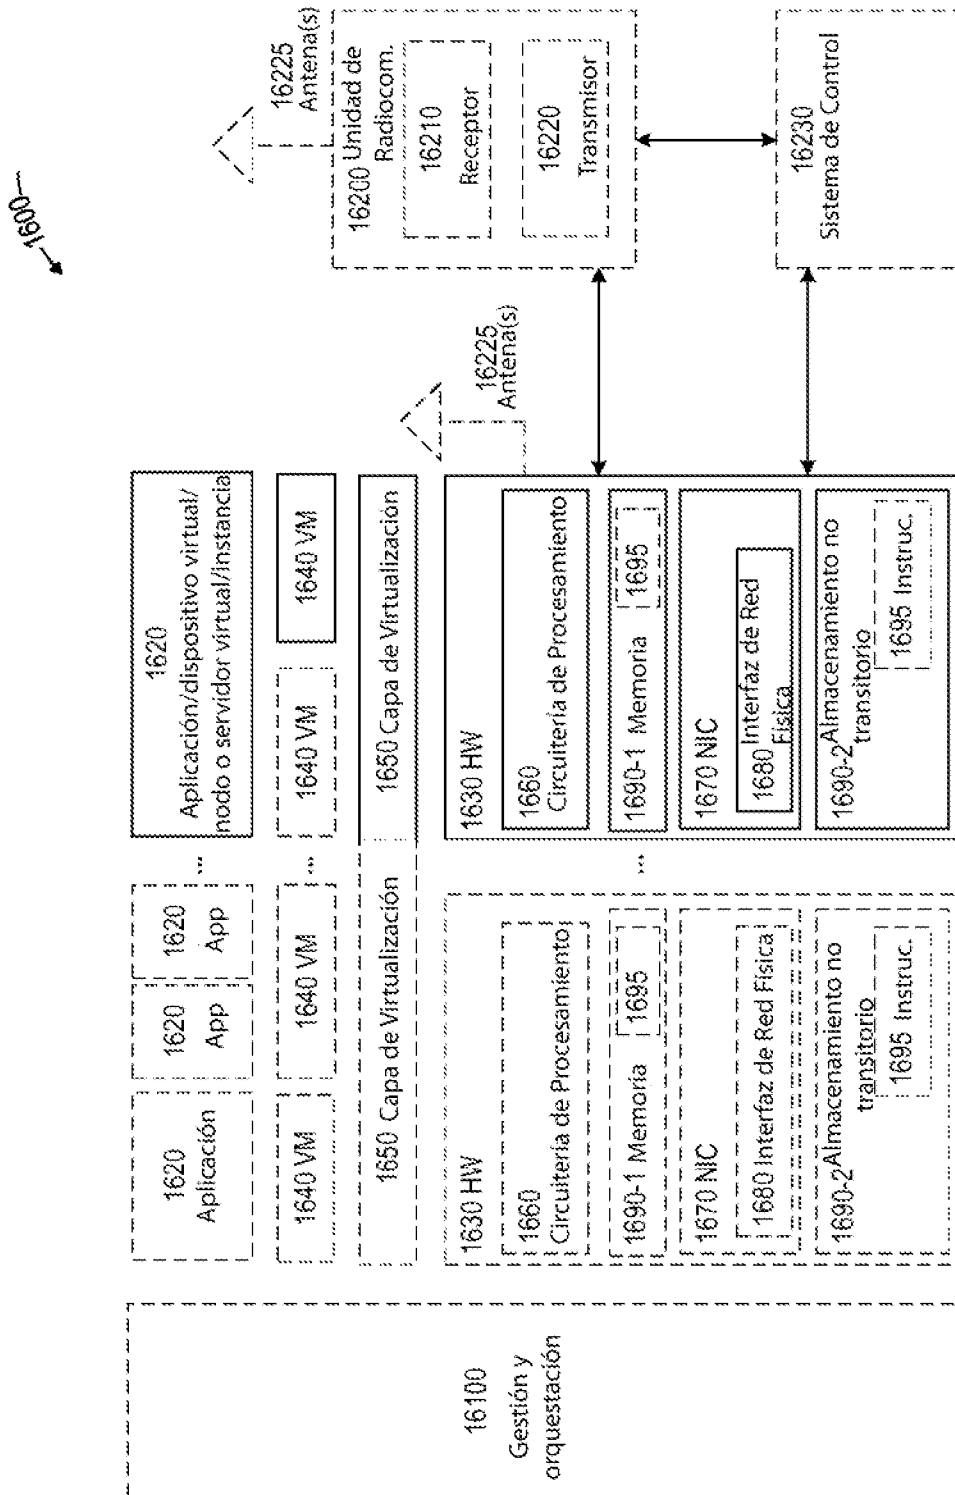 1600
16100
Gestión y
orquestación
1620
Aplicación
1620
App
1620
App
...
1620
Aplicación/dispositivo virtual/
nodo o servidor virtual/instancia
1640 VM
1640 VM
...
1640 VM
1640 VM
1650 Capa de Virtualización
1650 Capa de Virtualización
1630 HW
1660
Circuitería de Procesamiento
1690-1 Memoria
1695
1670 NIC
1680 Interfaz de Red Física
1690-2 Almacenamiento no
transitorio
1695 Instruc.
...
1630 HW
1660
Circuitería de Procesamiento
1690-1 Memoria
1695
1670 NIC
1680 Interfaz de Red
Física
1690-2 Almacenamiento no
transitorio
1695 Instruc.
16225
Antena(s)
16225
Antena(s)
16200 Unidad de
Radiocom.
16210
Receptor
16220
Transmisor
16230
Sistema de Control